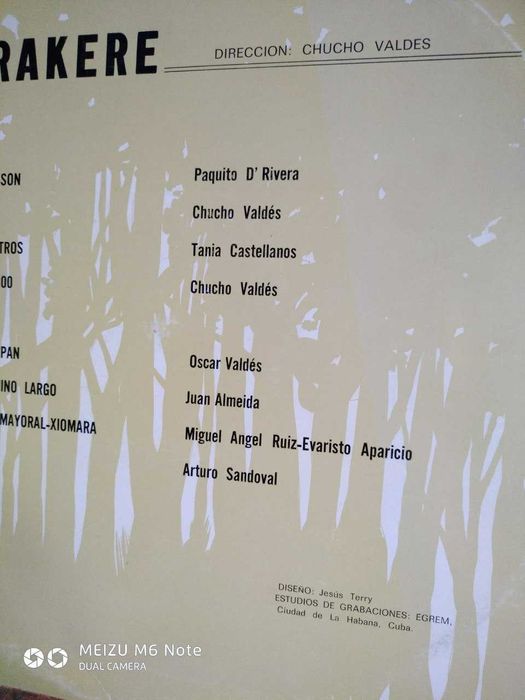 RAKERE DIRECCION: CHUCHO VALDES
SON Paquito D' Rivera
Chucho Valdés
TROS Tania Castellanos
OO Chucho Valdés
PAN Oscar Valdés
INO LARGO Juan Almeida
MAYORAL-XIOMARA Miguel Angel Ruiz-Evaristo Aparicio
Arturo Sandoval
DISEÑO: Jesús Terry
ESTUDIOS DE GRABACIONES: EGREM,
Ciudad de La Habana, Cuba.
MEIZU M6 Note
DUAL CAMERA